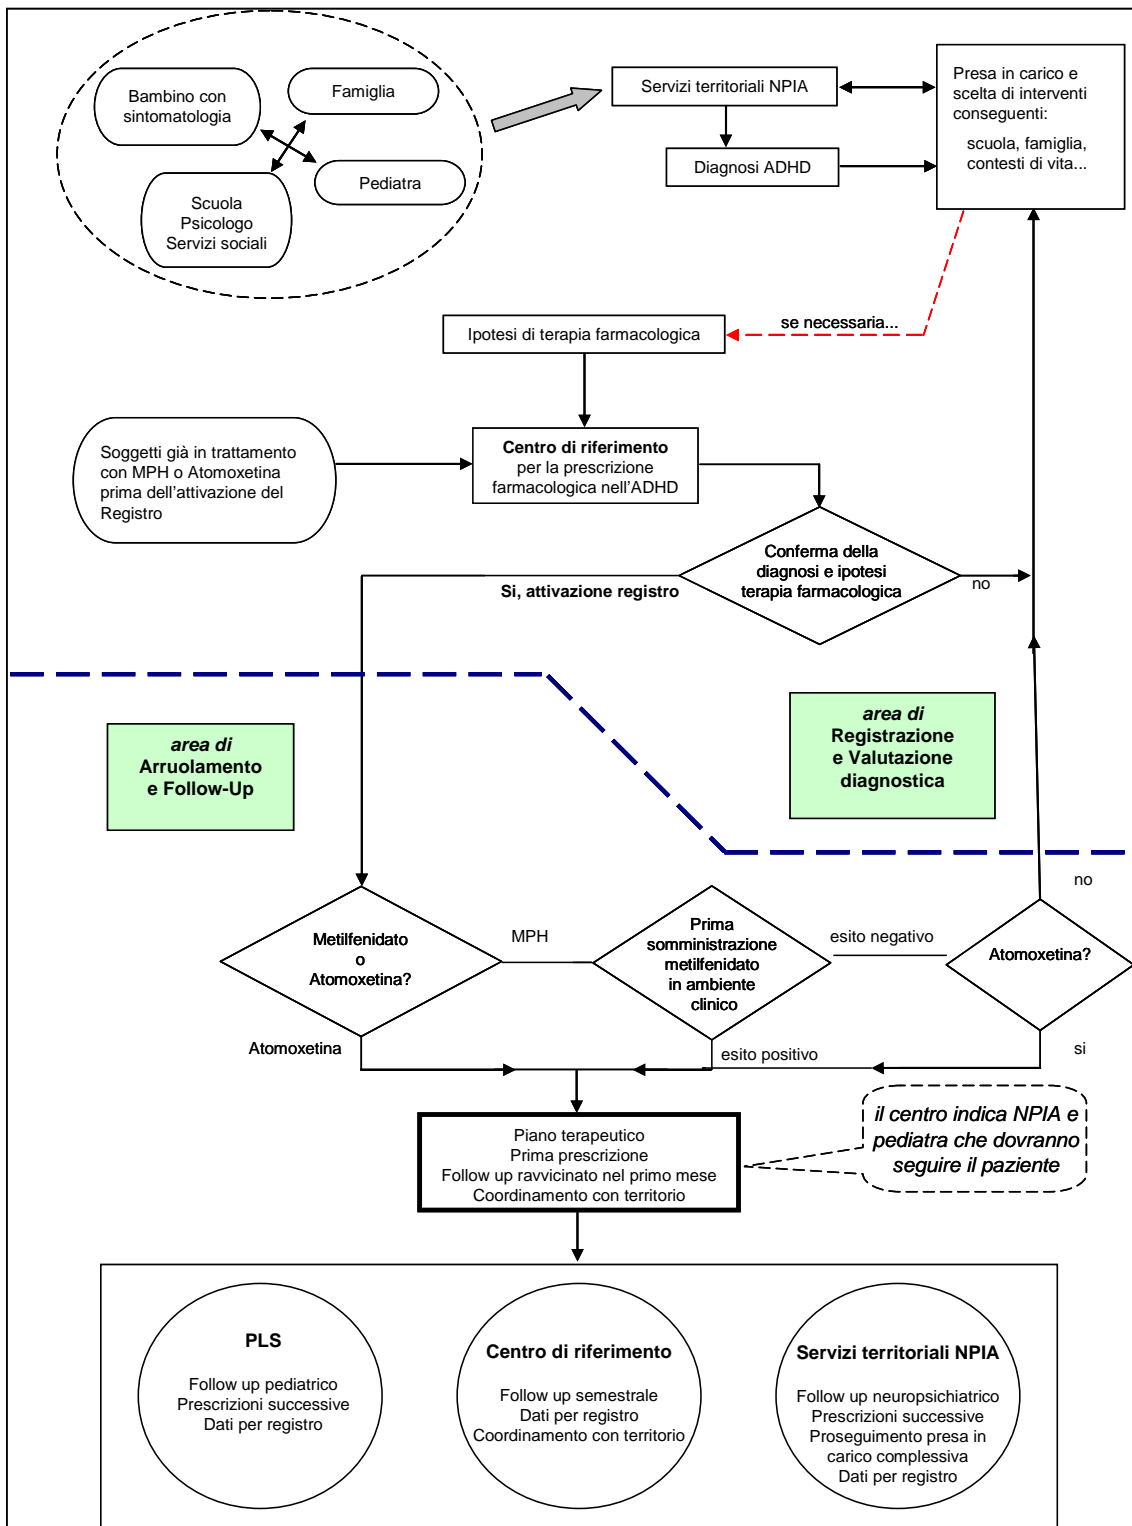 Bambino con
sintomatologia
Famiglia
Pediatra
Scuola
Psicologo
Servizi sociali
Servizi territoriali NPIA
Diagnosi ADHD
Presa in carico e
scelta di interventi
conseguenti:
scuola, famiglia,
contesti di vita...
se necessaria...
Ipotesi di terapia farmacologica
Soggetti già in trattamento
con MPH o Atomoxetina
prima dell'attivazione del
Registro
Centro di riferimento
per la prescrizione
farmacologica nell'ADHD
Conferma della
diagnosi e ipotesi
terapia farmacologica
Si, attivazione registro
no
area di
Arruolamento
e Follow-Up
area di
Registrazione
e Valutazione
diagnostica
Metilfenidato
o
Atomoxetina?
MPH
Prima
somministrazione
metilfenidato
in ambiente
clinico
esito negativo
Atomoxetina?
no
Atomoxetina
esito positivo
si
Piano terapeutico
Prima prescrizione
Follow up ravvicinato nel primo mese
Coordinamento con territorio
il centro indica NPIA e
pediatra che dovranno
seguire il paziente
PLS
Follow up pediatrico
Prescrizioni successive
Dati per registro
Centro di riferimento
Follow up semestrale
Dati per registro
Coordinamento con territorio
Servizi territoriali NPIA
Follow up neuropsichiatrico
Prescrizioni successive
Proseguimento presa in
carico complessiva
Dati per registro